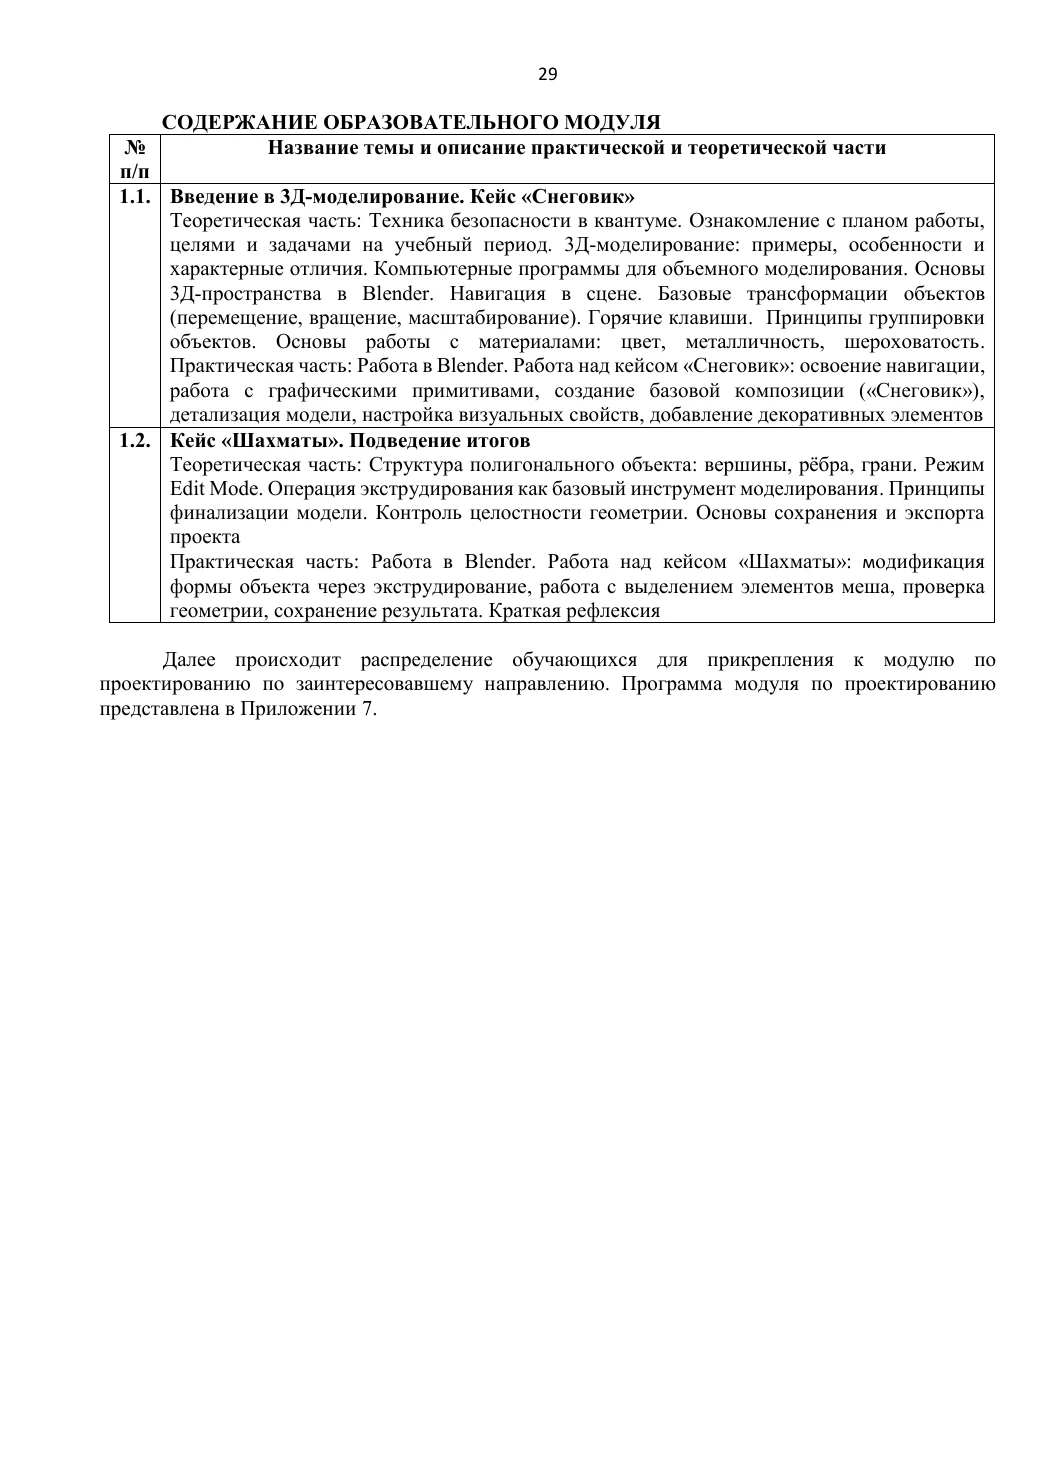 29
СОДЕРЖАНИЕ ОБРАЗОВАТЕЛЬНОГО МОДУЛЯ
№ Название темы и описание практической и теоретической части
п/п
1.1. Введение в 3Д-моделирование. Кейс «Снеговик»
Теоретическая часть: Техника безопасности в квантуме. Ознакомление с планом работы,
целями и задачами на учебный период. 3Д-моделирование: примеры, особенности и
характерные отличия. Компьютерные программы для объемного моделирования. Основы
3Д-пространства в Blender. Навигация в сцене. Базовые трансформации объектов
(перемещение, вращение, масштабирование). Горячие клавиши. Принципы группировки
объектов. Основы работы с материалами: цвет, металличность, шероховатость.
Практическая часть: Работа в Blender. Работа над кейсом «Снеговик»: освоение навигации,
работа с графическими примитивами, создание базовой композиции («Снеговик»),
детализация модели, настройка визуальных свойств, добавление декоративных элементов
1.2. Кейс «Шахматы». Подведение итогов
Теоретическая часть: Структура полигонального объекта: вершины, рёбра, грани. Режим
Edit Mode. Операция экструдирования как базовый инструмент моделирования. Принципы
финализации модели. Контроль целостности геометрии. Основы сохранения и экспорта
проекта
Практическая часть: Работа в Blender. Работа над кейсом «Шахматы»: модификация
формы объекта через экструдирование, работа с выделением элементов меша, проверка
геометрии, сохранение результата. Краткая рефлексия
Далее происходит распределение обучающихся для прикрепления к модулю по
проектированию по заинтересовавшему направлению. Программа модуля по проектированию
представлена в Приложении 7.